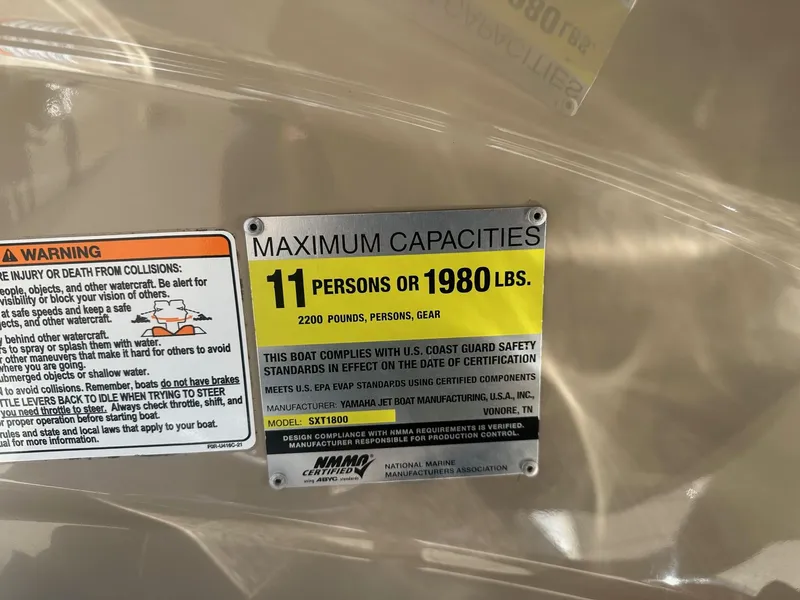 WARNING
RE INJURY OR DEATH FROM COLLISIONS:
eople, objects, and other watercraft. Be alert for
visibility or block your vision of others.
at safe speeds and keep a safe
jects, and other watercraft.
y behind other watercraft.
rs to spray or splash them with water.
r other maneuvers that make it hard for others to avoid
where you are going.
ubmerged objects or shallow water.
to avoid collisions. Remember, boats do not have brakes
TTLE LEVERS BACK TO IDLE WHEN TRYING TO STEER
you need throttle to steer. Always check throttle, shift, and
r proper operation before starting boat.
rules and state and local laws that apply to your boat.
ual for more information.
F0R-U416C-21
MAXIMUM CAPACITIES
11 PERSONS OR 1980 LBS.
2200 POUNDS, PERSONS, GEAR
THIS BOAT COMPLIES WITH U.S. COAST GUARD SAFETY
STANDARDS IN EFFECT ON THE DATE OF CERTIFICATION
MEETS U.S. EPA EVAP STANDARDS USING CERTIFIED COMPONENTS
MANUFACTURER: YAMAHA JET BOAT MANUFACTURING, U.S.A., INC.,
VONORE, TN
MODEL: SXT1800
DESIGN COMPLIANCE WITH NMMA REQUIREMENTS IS VERIFIED.
MANUFACTURER RESPONSIBLE FOR PRODUCTION CONTROL.
NMMA
CERTIFIED
using ABYC standards
NATIONAL MARINE
MANUFACTURERS ASSOCIATION